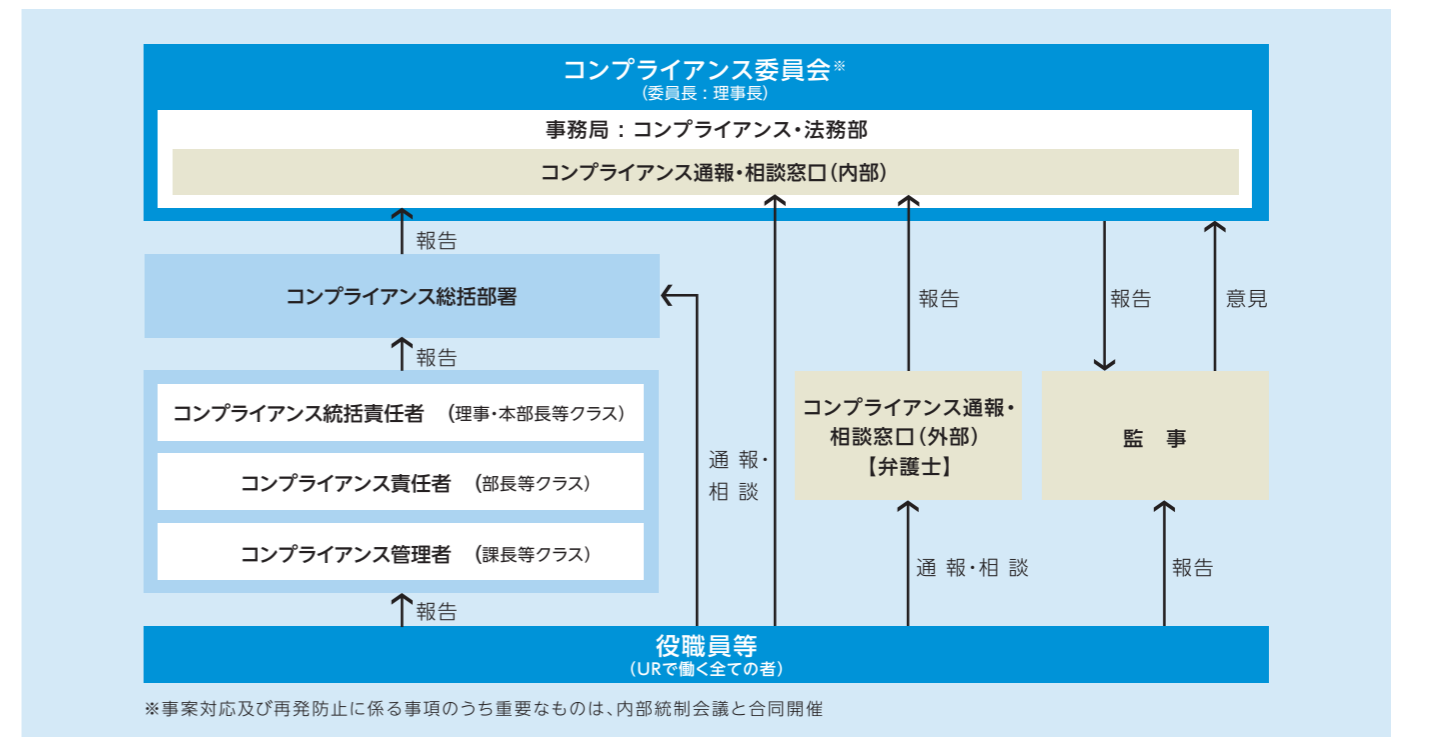 コンプライアンス委員会※
(委員長：理事長)
事務局：コンプライアンス・法務部
コンプライアンス通報・相談窓口(内部)
報告
コンプライアンス総括部署
報告
報告
意見
報告
コンプライアンス統括責任者 (理事・本部長等クラス)
コンプライアンス責任者 (部長等クラス)
コンプライアンス管理者 (課長等クラス)
通報・
相談
コンプライアンス通報・
相談窓口(外部)
【弁護士】
監 事
通報・相談
報告
報告
役職員等
(URで働く全ての者)
※事案対応及び再発防止に係る事項のうち重要なものは、内部統制会議と合同開催